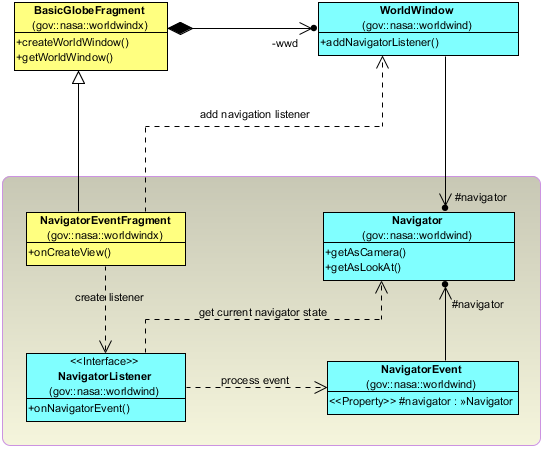 BasicGlobeFragment
(gov::nasa::worldwindx)
+createWorldWindow()
+getWorldWindow()
WorldWindow
(gov::nasa::worldwind)
+addNavigatorListener()
-wwd
add navigation listener
#navigator
NavigatorEventFragment
(gov::nasa::worldwindx)
+onCreateView()
Navigator
(gov::nasa::worldwind)
+getAsCamera()
+getAsLookAt()
create listener
get current navigator state
#navigator
<<Interface>>
NavigatorListener
(gov::nasa::worldwind)
+onNavigatorEvent()
process event
NavigatorEvent
(gov::nasa::worldwind)
<<Property>> #navigator : »Navigator